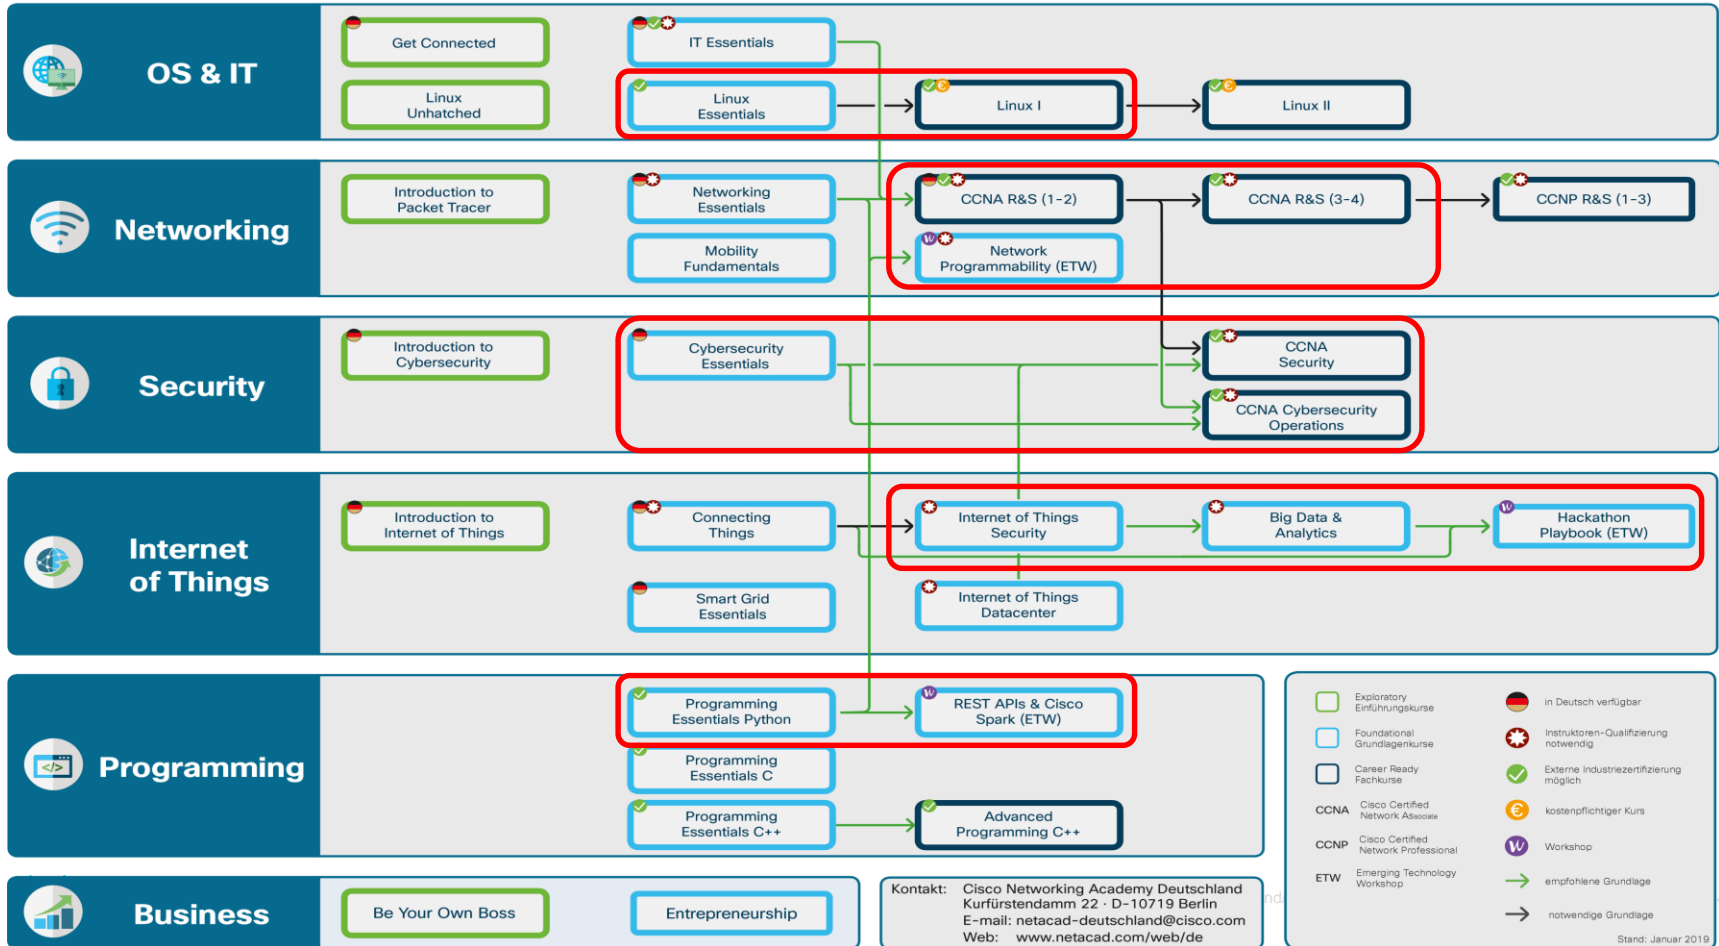 OS & IT
Get Connected
IT Essentials
Linux
Unhatched
Linux
Essentials
Linux I
Linux II
Networking
Introduction to
Packet Tracer
Networking
Essentials
CCNA R&S (1-2)
CCNA R&S (3-4)
CCNP R&S (1-3)
Mobility
Fundamentals
Network
Programmability (ETW)
Security
Introduction to
Cybersecurity
Cybersecurity
Essentials
CCNA
Security
CCNA Cybersecurity
Operations
Internet
of Things
Introduction to
Internet of Things
Connecting
Things
Internet of Things
Security
Big Data &
Analytics
Hackathon
Playbook (ETW)
Smart Grid
Essentials
Internet of Things
Datacenter
Programming
Programming
Essentials Python
REST APIs & Cisco
Spark (ETW)
Programming
Essentials C
Programming
Essentials C++
Advanced
Programming C++
Business
Be Your Own Boss
Entrepreneurship
Kontakt: Cisco Networking Academy Deutschland
Kurfürstendamm 22 · D-10719 Berlin
E-mail: netacad-deutschland@cisco.com
Web: www.netacad.com/web/de
Exploratory
Einführungskurse
Foundational
Grundlagenkurse
Career Ready
Fachkurse
CCNA Cisco Certified
Network Associate
CCNP Cisco Certified
Network Professional
ETW Emerging Technology
Workshop
in Deutsch verfügbar
Instruktoren-Qualifizierung
notwendig
Externe Industriezertifizierung
möglich
€ kostenpflichtiger Kurs
W Workshop
empfohlene Grundlage
notwendige Grundlage
Stand: Januar 2019